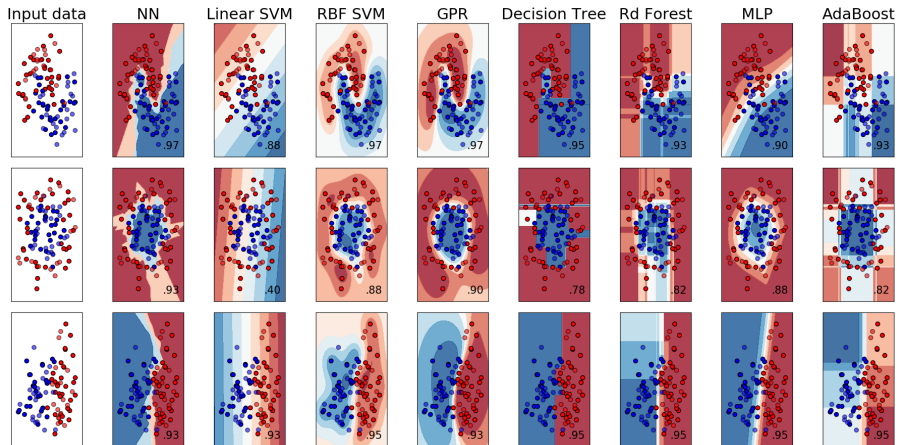 Input data NN Linear SVM RBF SVM GPR Decision Tree Rd Forest MLP AdaBoost
.97 .88 .97 .97 .95 .93 .90 .93
.93 .40 .88 .90 .78 .82 .88 .82
.93 .93 .95 .93 .95 .95 .95 .95